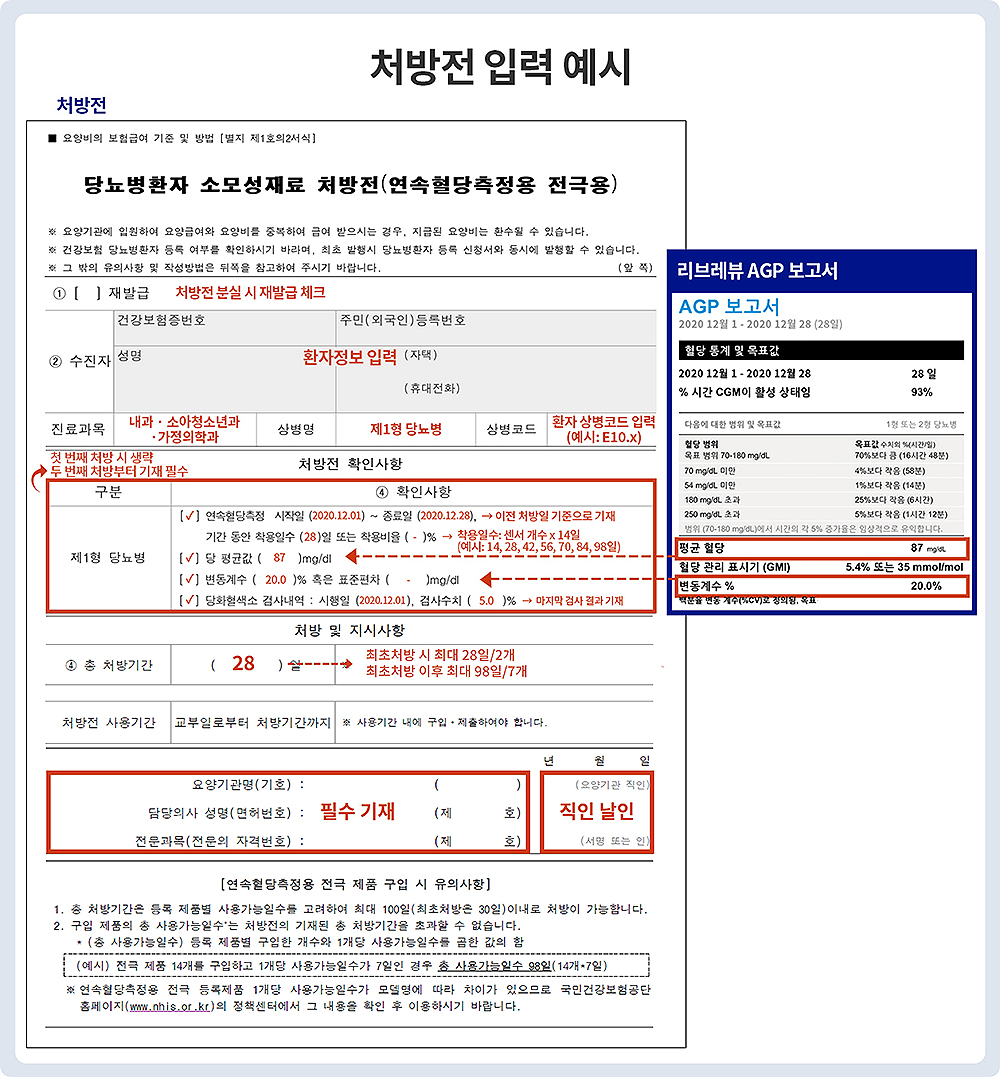 처방전 입력 예시
처방전
■ 요양비의 보험급여 기준 및 방법 [별지 제1호의2서식]
당뇨병환자 소모성재료 처방전(연속혈당측정용 전극용)
※ 요양기관에 입원하여 요양급여와 요양비를 중복하여 급여 받으시는 경우, 지급된 요양비는 환수될 수 있습니다.
※ 건강보험 당뇨병환자 등록 여부를 확인하시기 바라며, 최초 발행시 당뇨병환자 등록 신청서와 동시에 발행할 수 있습니다.
※ 그 밖의 유의사항 및 작성방법은 뒤쪽을 참고하여 주시기 바랍니다. (앞 쪽)
① [ ] 재발급 처방전 분실 시 재발급 체크
② 수진자
건강보험증번호 주민(외국인)등록번호
성명 환자정보 입력 (자택)
(휴대전화)
진료과목 내과 · 소아청소년과
·가정의학과
상병명 제1형 당뇨병 상병코드 환자 상병코드 입력
(예시: E10.x)
첫 번째 처방 시 생략
두 번째 처방부터 기재 필수
처방전 확인사항
구분 ④ 확인사항
제1형 당뇨병
[✓] 연속혈당측정 시작일 (2020.12.01) ~ 종료일 (2020.12.28), → 이전 처방일 기준으로 기재
기간 동안 착용일수 (28)일 또는 착용비율 ( - )% → 착용일수: 센서 개수 x 14일
(예시: 14, 28, 42, 56, 70, 84, 98일)
[✓] 당 평균값 ( 87 )mg/dl
[✓] 변동계수 ( 20.0 )% 혹은 표준편차 ( - )mg/dl
[✓] 당화혈색소 검사내역 : 시행일 (2020.12.01), 검사수치 ( 5.0 )% → 마지막 검사 결과 기재
처방 및 지시사항
④ 총 처방기간 ( 28 ) 일
최초처방 시 최대 28일/2개
최초처방 이후 최대 98일/7개
처방전 사용기간 교부일로부터 처방기간까지 ※ 사용기간 내에 구입·제출하여야 합니다.
년 월 일
요양기관명(기호) : ( ) (요양기관 직인)
담당의사 성명(면허번호) : 필수 기재 (제 호) 직인 날인
전문과목(전문의 자격번호) : (제 호) (서명 또는 인)
[연속혈당측정용 전극 제품 구입 시 유의사항]
1. 총 처방기간은 등록 제품별 사용가능일수를 고려하여 최대 100일(최초처방은 30일)이내로 처방이 가능합니다.
2. 구입 제품의 총 사용가능일수*는 처방전의 기재된 총 처방기간을 초과할 수 없습니다.
* (총 사용가능일수) 등록 제품별 구입한 개수와 1개당 사용가능일수를 곱한 값의 합
(예시) 전극 제품 14개를 구입하고 1개당 사용가능일수가 7일인 경우 총 사용가능일수 98일(14개*7일)
※ 연속혈당측정용 전극 등록제품 1개당 사용가능일수가 모델명에 따라 차이가 있으므로 국민건강보험공단
홈페이지(www.nhis.or.kr)의 정책센터에서 그 내용을 확인 후 이용하시기 바랍니다.
리브레뷰 AGP 보고서
AGP 보고서
2020 12월 1 - 2020 12월 28 (28일)
혈당 통계 및 목표값
2020 12월 1 - 2020 12월 28 28 일
% 시간 CGM이 활성 상태임 93%
다음에 대한 범위 및 목표값 1형 또는 2형 당뇨병
혈당 범위 목표값 수치의 %(시간/일)
목표 범위 70-180 mg/dL 70%보다 큼 (16시간 48분)
70 mg/dL 미만 4%보다 작음 (58분)
54 mg/dL 미만 1%보다 작음 (14분)
180 mg/dL 초과 25%보다 작음 (6시간)
250 mg/dL 초과 5%보다 작음 (1시간 12분)
범위 (70-180 mg/dL)에서 시간의 각 5% 증가율은 임상적으로 유익합니다.
평균 혈당 87 mg/dL
혈당 관리 표시기 (GMI) 5.4% 또는 35 mmol/mol
변동계수 % 20.0%
백분율 변동 계수(%CV)로 정의됨, 목표